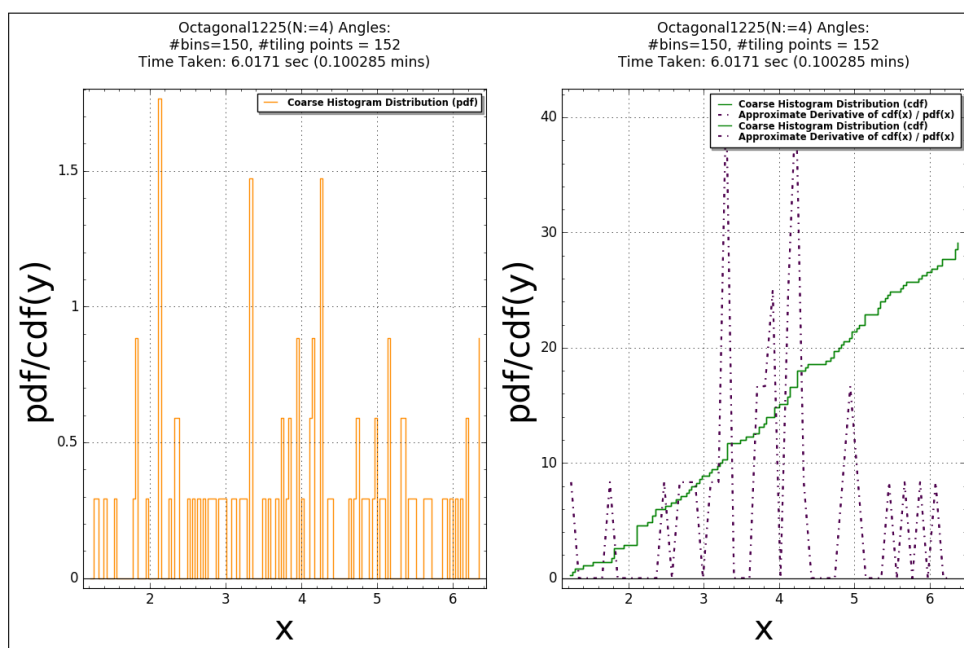 Octagonal1225(N:=4) Angles:
#bins=150, #tiling points = 152
Time Taken: 6.0171 sec (0.100285 mins)
Coarse Histogram Distribution (pdf)
pdf/cdf(y)
1.5
1
0.5
0
2 3 4 5 6
x
Octagonal1225(N:=4) Angles:
#bins=150, #tiling points = 152
Time Taken: 6.0171 sec (0.100285 mins)
Coarse Histogram Distribution (cdf)
Approximate Derivative of cdf(x) / pdf(x)
Coarse Histogram Distribution (cdf)
Approximate Derivative of cdf(x) / pdf(x)
pdf/cdf(y)
40
30
20
10
0
2 3 4 5 6
x